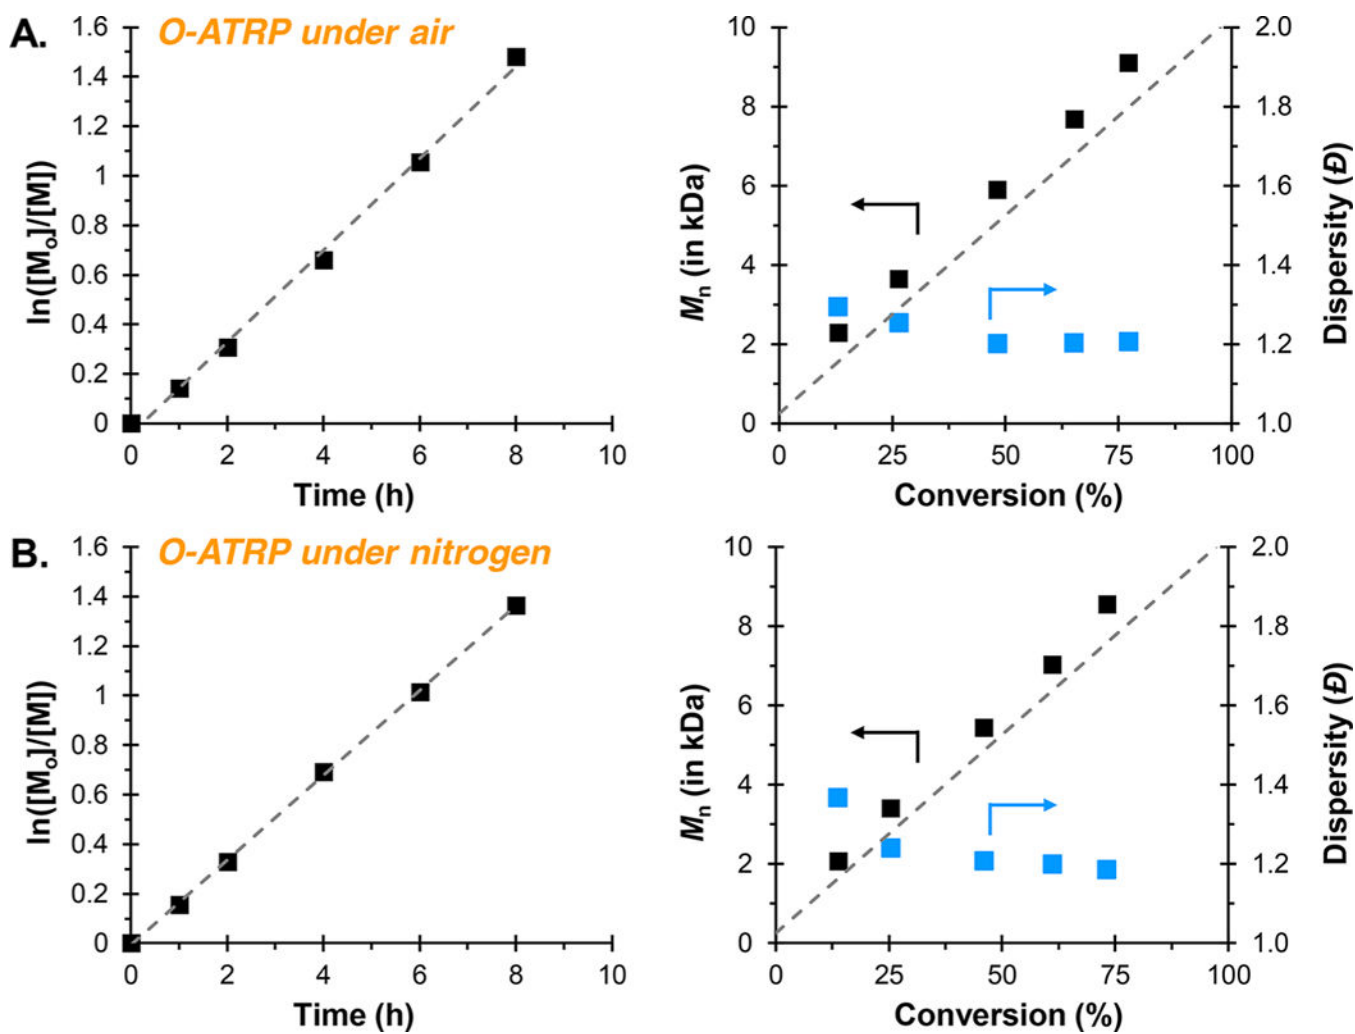 A.
O-ATRP under air
1.6
1.4
1.2
1
0.8
0.6
0.4
0.2
0
ln([Mo]/[M])
0 2 4 6 8 10
Time (h)
10
8
6
4
2
0
Mn (in kDa)
2.0
1.8
1.6
1.4
1.2
1.0
Dispersity (Đ)
0 25 50 75 100
Conversion (%)
B.
O-ATRP under nitrogen
1.6
1.4
1.2
1
0.8
0.6
0.4
0.2
0
ln([Mo]/[M])
0 2 4 6 8 10
Time (h)
10
8
6
4
2
0
Mn (in kDa)
2.0
1.8
1.6
1.4
1.2
1.0
Dispersity (Đ)
0 25 50 75 100
Conversion (%)